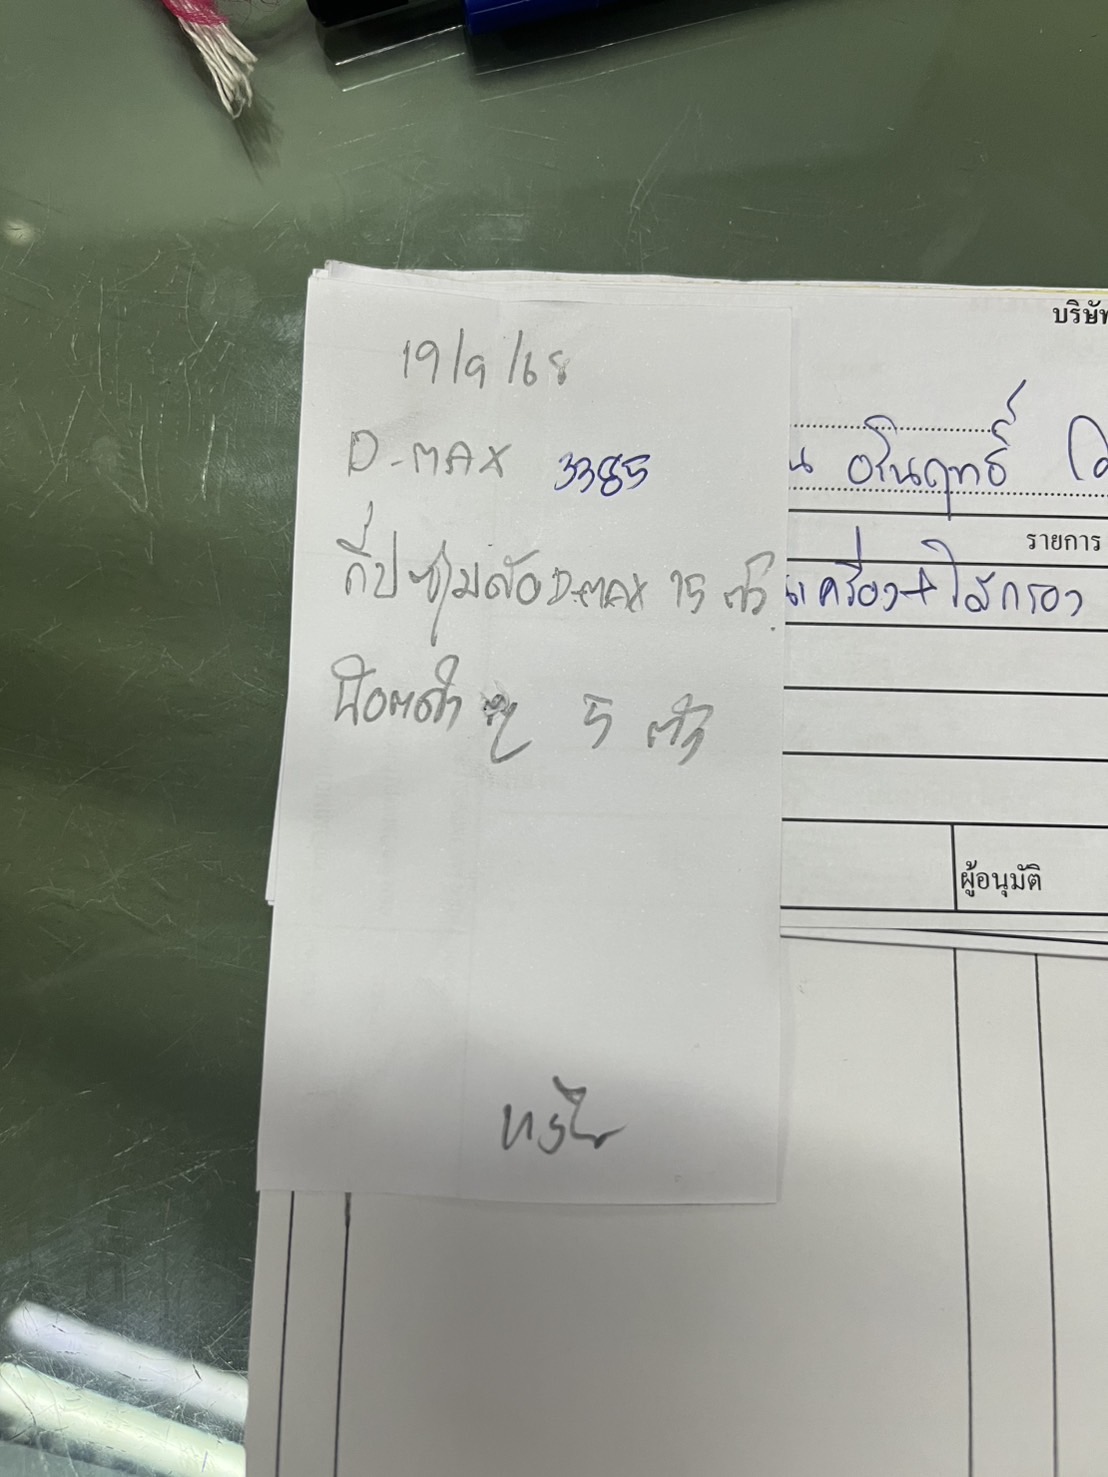 19/9/68
D-MAX 3385
กิ๊ปซุ้มล้อ D-MAX 15 ตัว
น๊อตดำ 5 ตัว
บริษัท
อรินฤทธิ์
รายการ
เครื่อง + ไส้กรอง
ผู้อนุมัติ